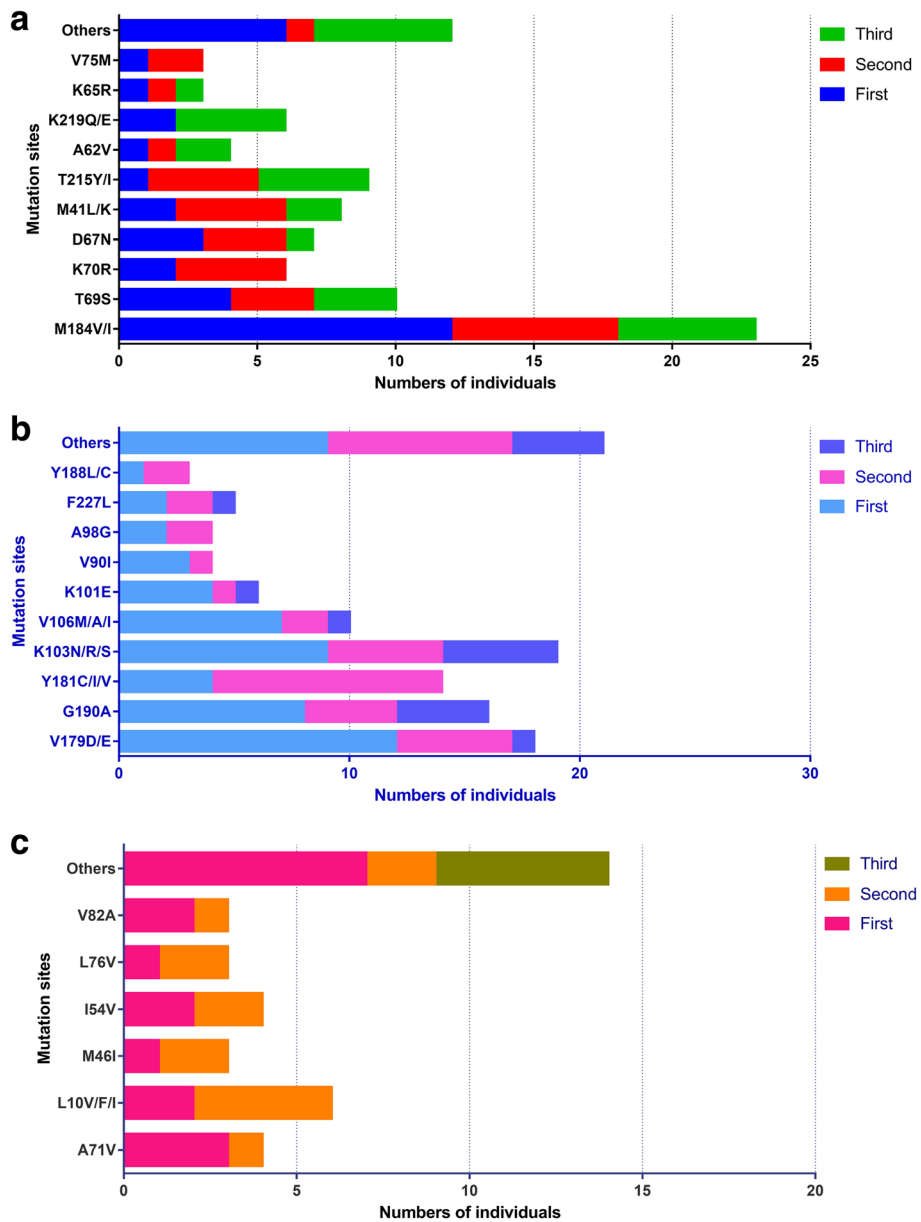 a
Others
V75M
K65R
K219Q/E
A62V
T215Y/I
M41L/K
D67N
K70R
T69S
M184V/I
Mutation sites
0 5 10 15 20 25
Numbers of individuals
Third
Second
First
b
Others
Y188L/C
F227L
A98G
V90I
K101E
V106M/A/I
K103N/R/S
Y181C/I/V
G190A
V179D/E
Mutation sites
0 10 20 30
Numbers of individuals
Third
Second
First
c
Others
V82A
L76V
I54V
M46I
L10V/F/I
A71V
Mutation sites
0 5 10 15 20
Numbers of individuals
Third
Second
First